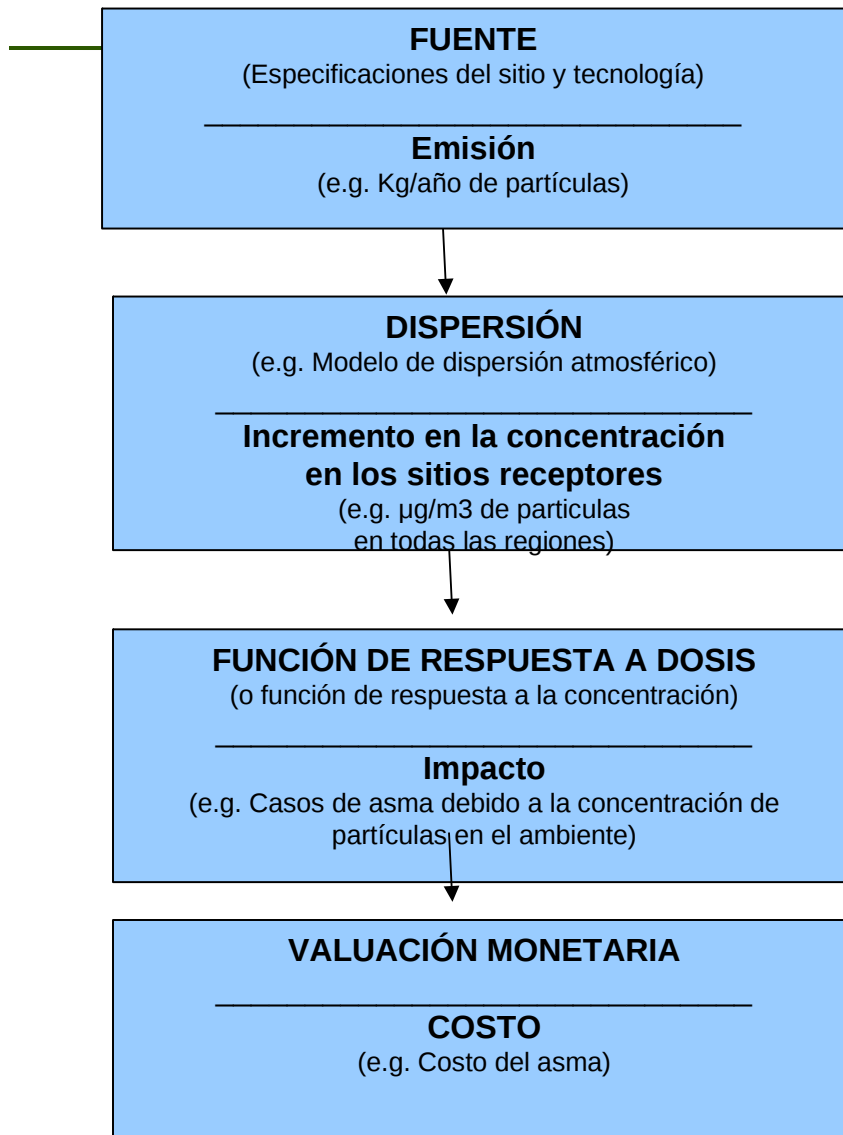 FUENTE
(Especificaciones del sitio y tecnología)
Emisión
(e.g. Kg/año de partículas)
DISPERSIÓN
(e.g. Modelo de dispersión atmosférico)
Incremento en la concentración
en los sitios receptores
(e.g. μg/m3 de particulas
en todas las regiones)
FUNCIÓN DE RESPUESTA A DOSIS
(o función de respuesta a la concentración)
Impacto
(e.g. Casos de asma debido a la concentración de
partículas en el ambiente)
VALUACIÓN MONETARIA
COSTO
(e.g. Costo del asma)